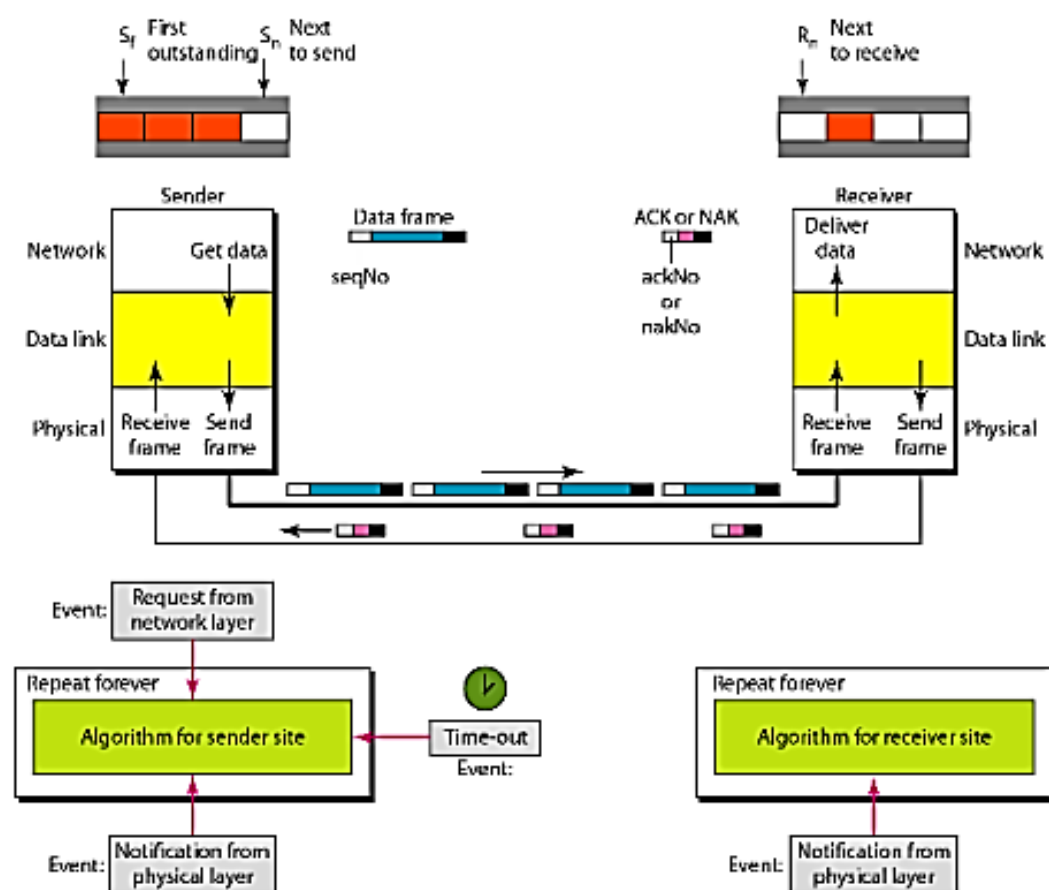 S_f First
outstanding
S_n Next
to send
R_n Next
to receive
Sender
Receiver
Data frame
ACK or NAK
Deliver
data
Network
Get data
Network
seqNo
ackNo
or
nakNo
Data link
Data link
Physical
Receive
frame
Send
frame
Receive
frame
Send
frame
Physical
Event:
Request from
network layer
Repeat forever
Algorithm for sender site
Time-out
Event:
Repeat forever
Algorithm for receiver site
Event:
Notification from
physical layer
Event:
Notification from
physical layer